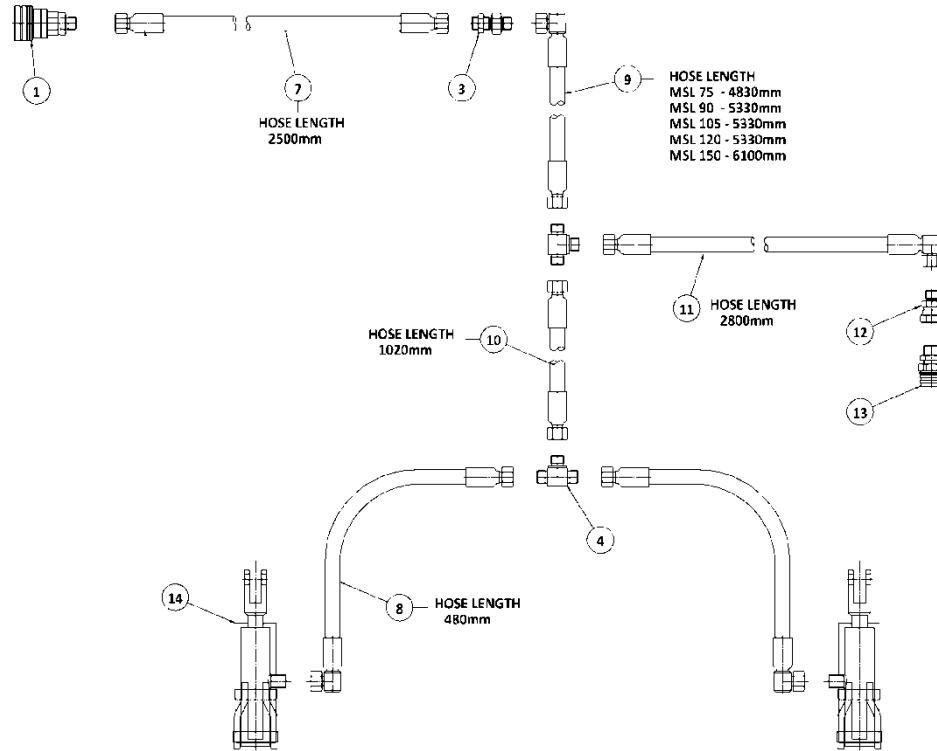 1
7
HOSE LENGTH
2500mm
3
9
HOSE LENGTH
MSL 75 - 4830mm
MSL 90 - 5330mm
MSL 105 - 5330mm
MSL 120 - 5330mm
MSL 150 - 6100mm
11
HOSE LENGTH
2800mm
12
13
HOSE LENGTH
1020mm
10
4
14
8
HOSE LENGTH
480mm